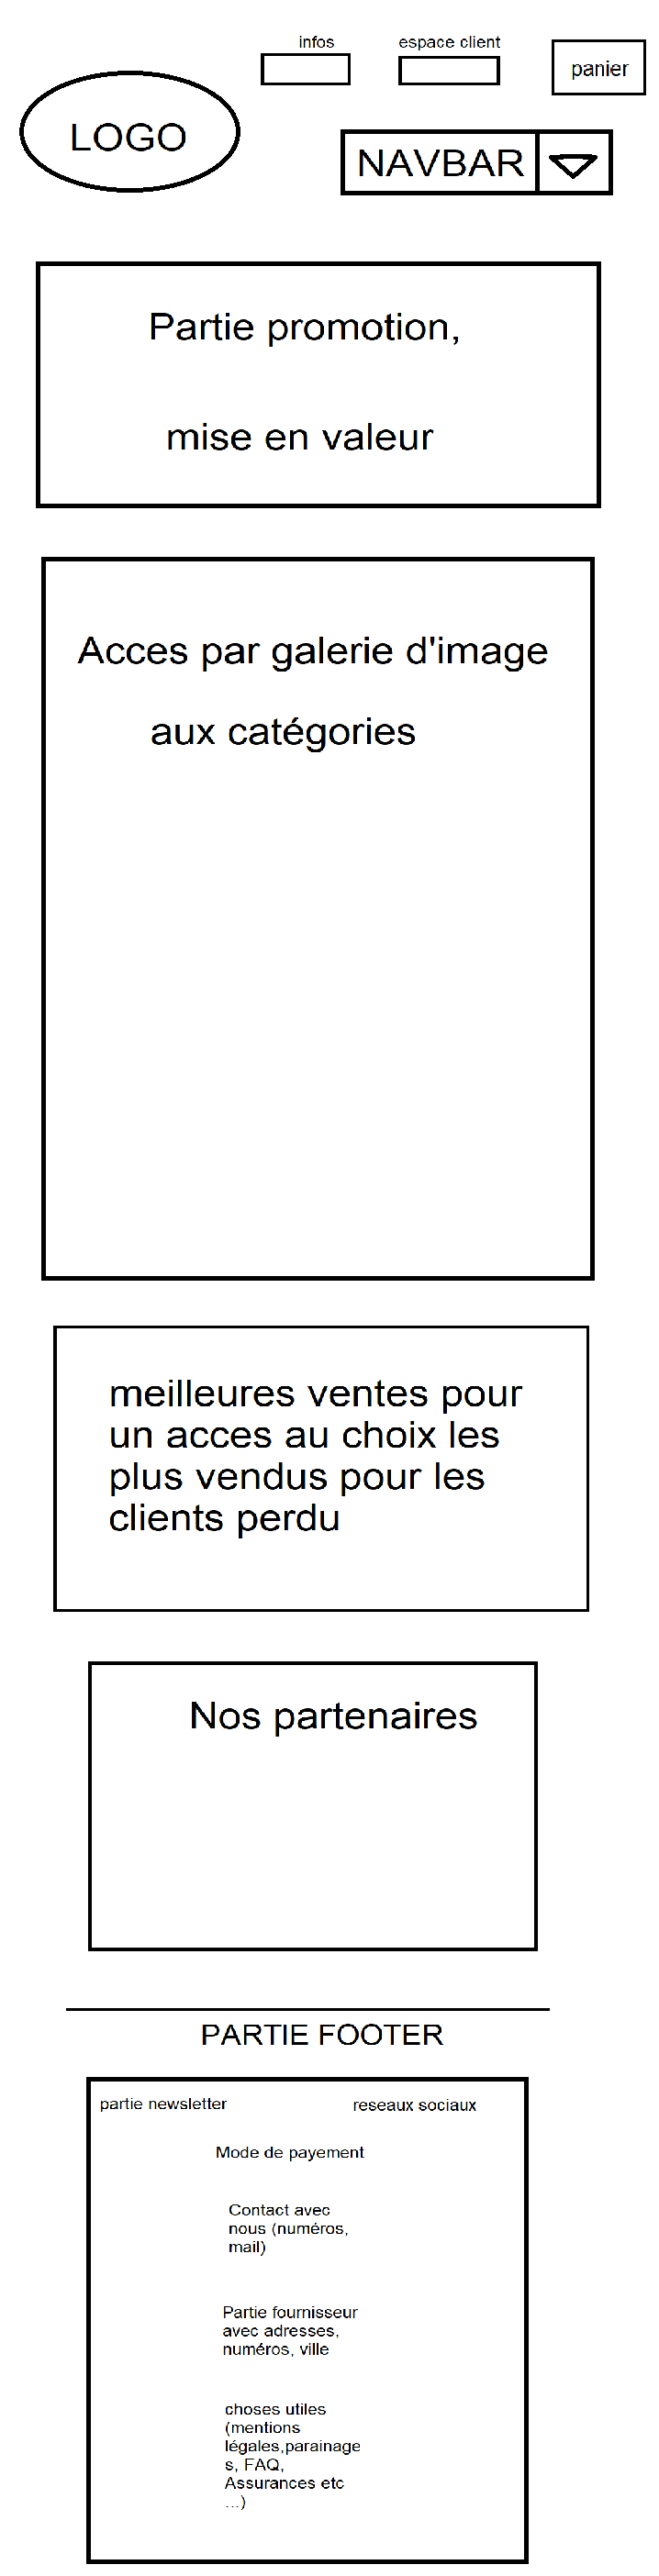 infos
espace client
panier
LOGO
NAVBAR
Partie promotion,
mise en valeur
Acces par galerie d'image
aux catégories
meilleures ventes pour
un acces au choix les
plus vendus pour les
clients perdu
Nos partenaires
PARTIE FOOTER
partie newsletter
reseaux sociaux
Mode de payement
Contact avec
nous (numéros,
mail)
Partie fournisseur
avec adresses,
numéros, ville
choses utiles
(mentions
légales,parainage
s, FAQ,
Assurances etc
...)